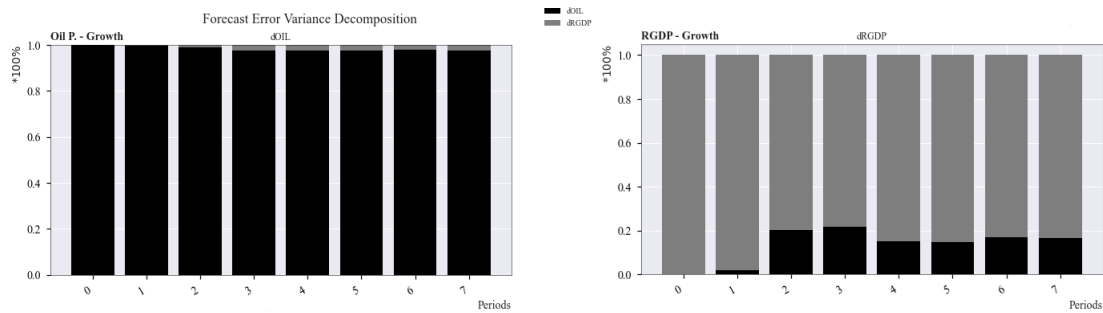 Forecast Error Variance Decomposition
dOIL
dRGDP
Oil P. - Growth
dOIL
*100%
1.0
0.8
0.6
0.4
0.2
0.0
0 1 2 3 4 5 6 7
Periods
RGDP - Growth
dRGDP
*100%
1.0
0.8
0.6
0.4
0.2
0.0
0 1 2 3 4 5 6 7
Periods